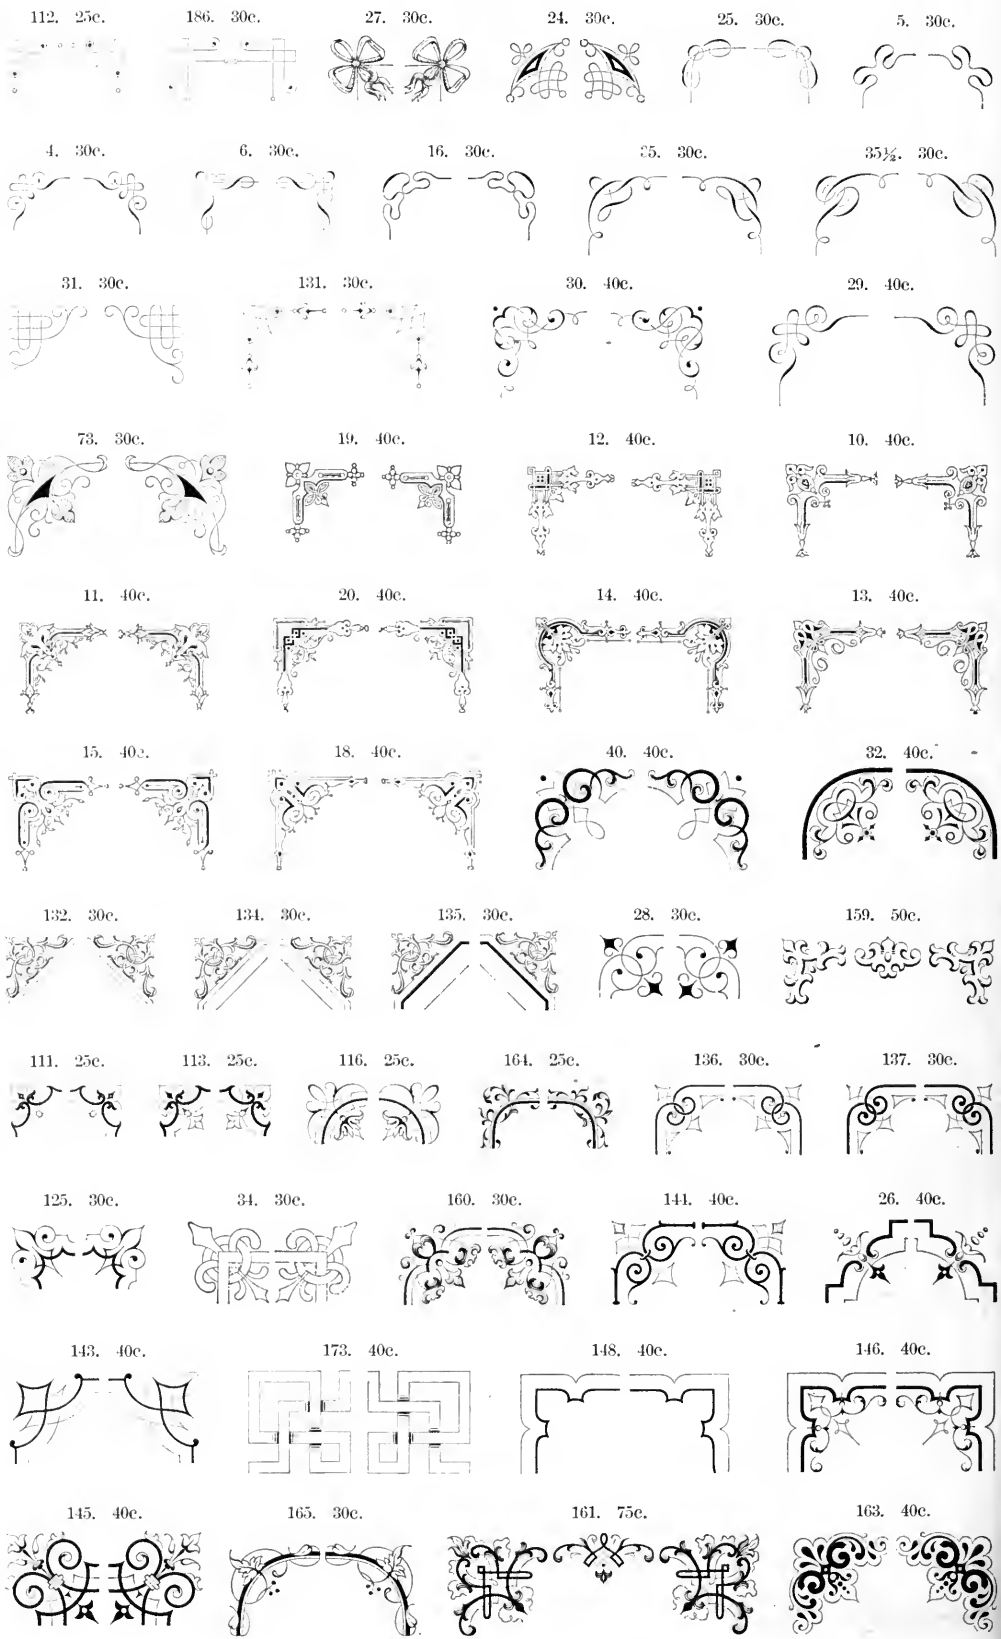 112. 25c. 186. 30c. 27. 30c. 24. 30c. 25. 30c. 5. 30c.
4. 30c. 6. 30c. 16. 30c. 35. 30c. 35½. 30c.
31. 30c. 131. 30c. 30. 40c. 29. 40c.
73. 30c. 19. 40c. 12. 40c. 10. 40c.
11. 40c. 20. 40c. 14. 40c. 13. 40c.
15. 40c. 18. 40c. 40. 40c. 32. 40c.
132. 30c. 134. 30c. 135. 30c. 28. 30c. 159. 50c.
111. 25c. 113. 25c. 116. 25c. 164. 25c. 136. 30c. 137. 30c.
125. 30c. 34. 30c. 160. 30c. 144. 40c. 26. 40c.
143. 40c. 173. 40c. 148. 40c. 146. 40c.
145. 40c. 165. 30c. 161. 75c. 163. 40c.